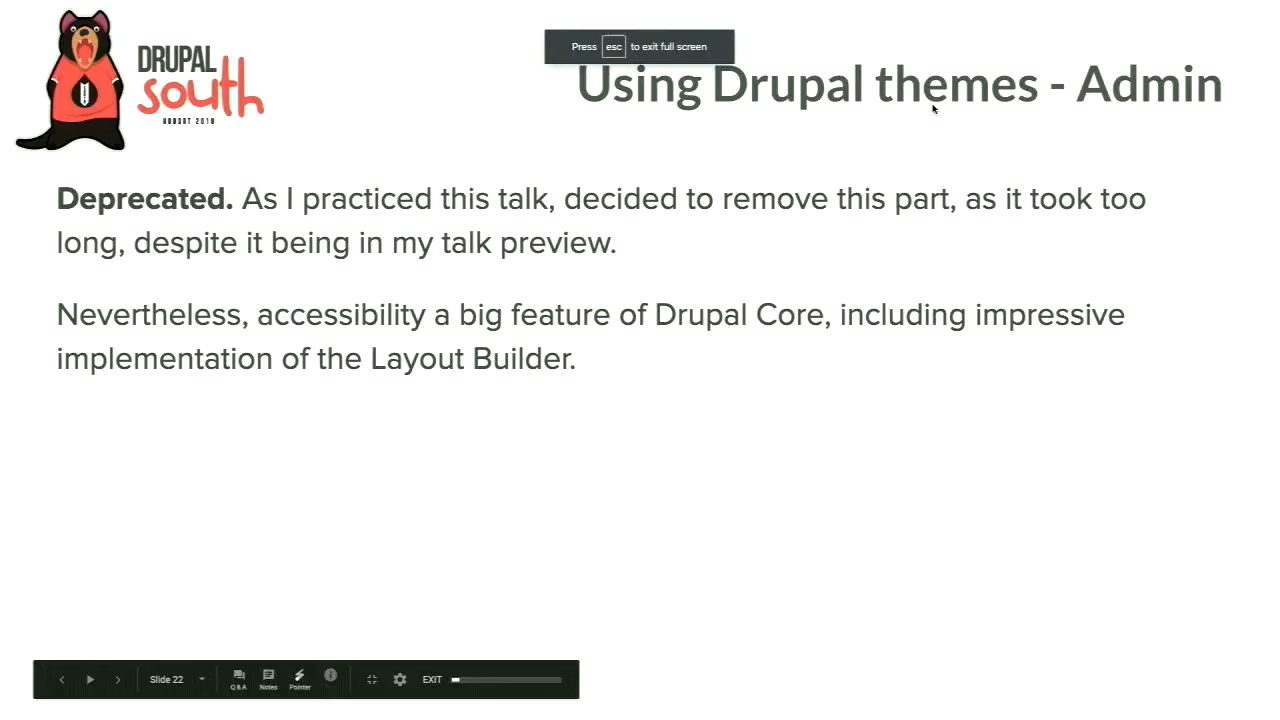 DRUPAL
south
Press esc to exit full screen
Using Drupal themes - Admin
Deprecated. As I practiced this talk, decided to remove this part, as it took too
long, despite it being in my talk preview.
Nevertheless, accessibility a big feature of Drupal Core, including impressive
implementation of the Layout Builder.
Slide 22
Q & A
Notes
Pointer
EXIT